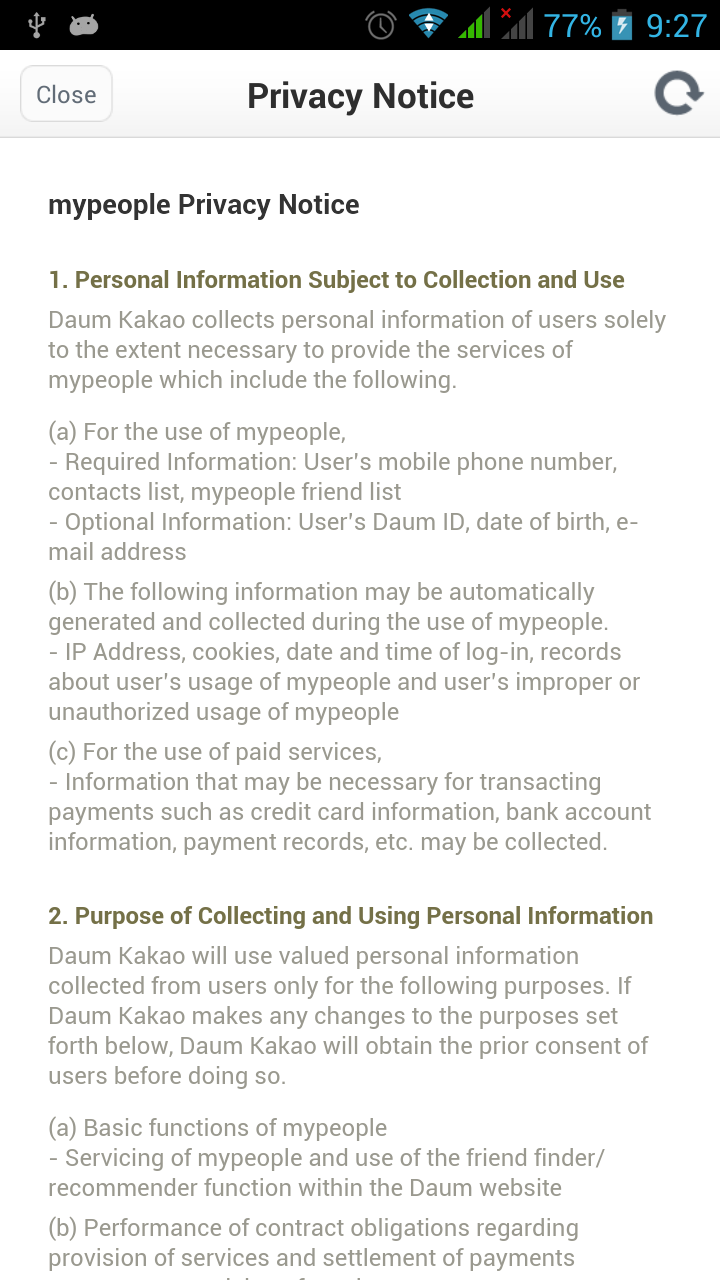 77% 9:27
Close Privacy Notice
mypeople Privacy Notice
1. Personal Information Subject to Collection and Use
Daum Kakao collects personal information of users solely
to the extent necessary to provide the services of
mypeople which include the following.
(a) For the use of mypeople,
- Required Information: User's mobile phone number,
contacts list, mypeople friend list
- Optional Information: User's Daum ID, date of birth, e-
mail address
(b) The following information may be automatically
generated and collected during the use of mypeople.
- IP Address, cookies, date and time of log-in, records
about user's usage of mypeople and user's improper or
unauthorized usage of mypeople
(c) For the use of paid services,
- Information that may be necessary for transacting
payments such as credit card information, bank account
information, payment records, etc. may be collected.
2. Purpose of Collecting and Using Personal Information
Daum Kakao will use valued personal information
collected from users only for the following purposes. If
Daum Kakao makes any changes to the purposes set
forth below, Daum Kakao will obtain the prior consent of
users before doing so.
(a) Basic functions of mypeople
- Servicing of mypeople and use of the friend finder/
recommender function within the Daum website
(b) Performance of contract obligations regarding
provision of services and settlement of payments